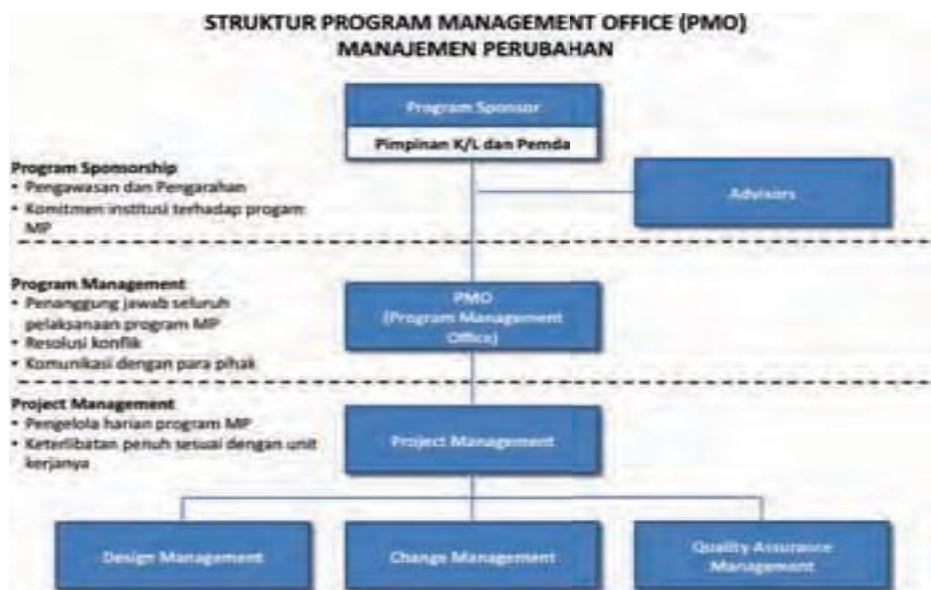 STRUKTUR PROGRAM MANAGEMENT OFFICE (PMO)
MANAJEMEN PERUBAHAN
Program Sponsor
Pimpinan K/L dan Pemda
Program Sponsorship
• Pengawasan dan Pengarahan
• Komitmen institusi terhadap progam
MP
Advisors
Program Management
• Penanggung jawab seluruh
pelaksanaan program MP
• Resolusi konflik
• Komunikasi dengan para pihak
PMO
(Program Management
Office)
Project Management
• Pengelola harian program MP
• Keterlibatan penuh sesuai dengan unit
kerjanya
Project Management
Design Management
Change Management
Quality Assurance
Management